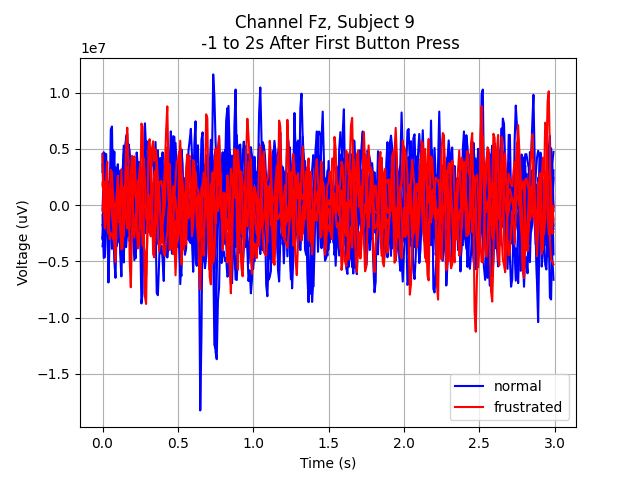 Channel Fz, Subject 9
-1 to 2s After First Button Press
1e7
1.0
0.5
0.0
−0.5
−1.0
−1.5
Voltage (uV)
0.0 0.5 1.0 1.5 2.0 2.5 3.0
Time (s)
normal
frustrated